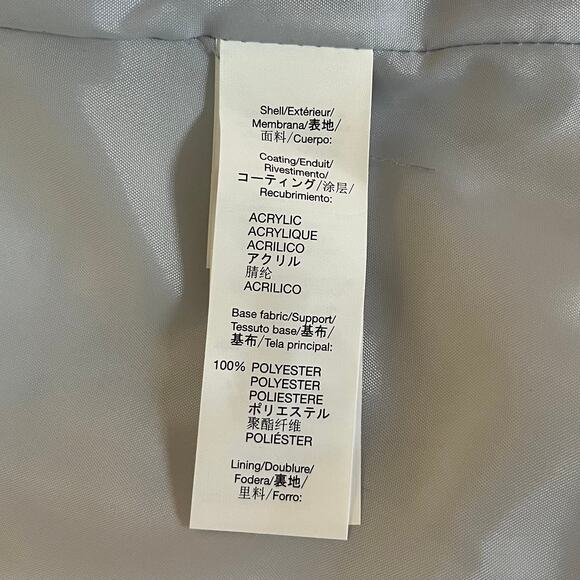 Shell/Extérieur/
Membrana/表地/
面料/Cuerpo:
Coating/Enduit/
Rivestimento/
コーティング/涂层/
Recubrimiento:
ACRYLIC
ACRYLIQUE
ACRILICO
アクリル
腈纶
ACRILICO
Base fabric/Support/
Tessuto base/基布/
基布/Tela principal:
100% POLYESTER
POLYESTER
POLIESTERE
ポリエステル
聚酯纤维
POLIÉSTER
Lining/Doublure/
Fodera/裏地/
里料/Forro: